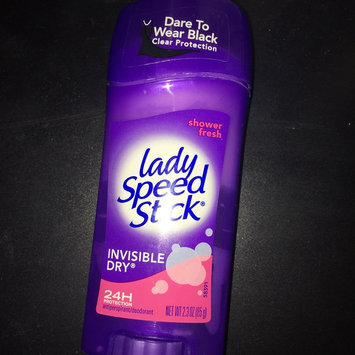 Dare To
Wear Black
Clear Protection
shower
fresh
lady
Speed
Stick®
INVISIBLE
DRY®
24H
PROTECTION
antiperspirant/deodorant
NET WT 2.3 OZ (65 g)